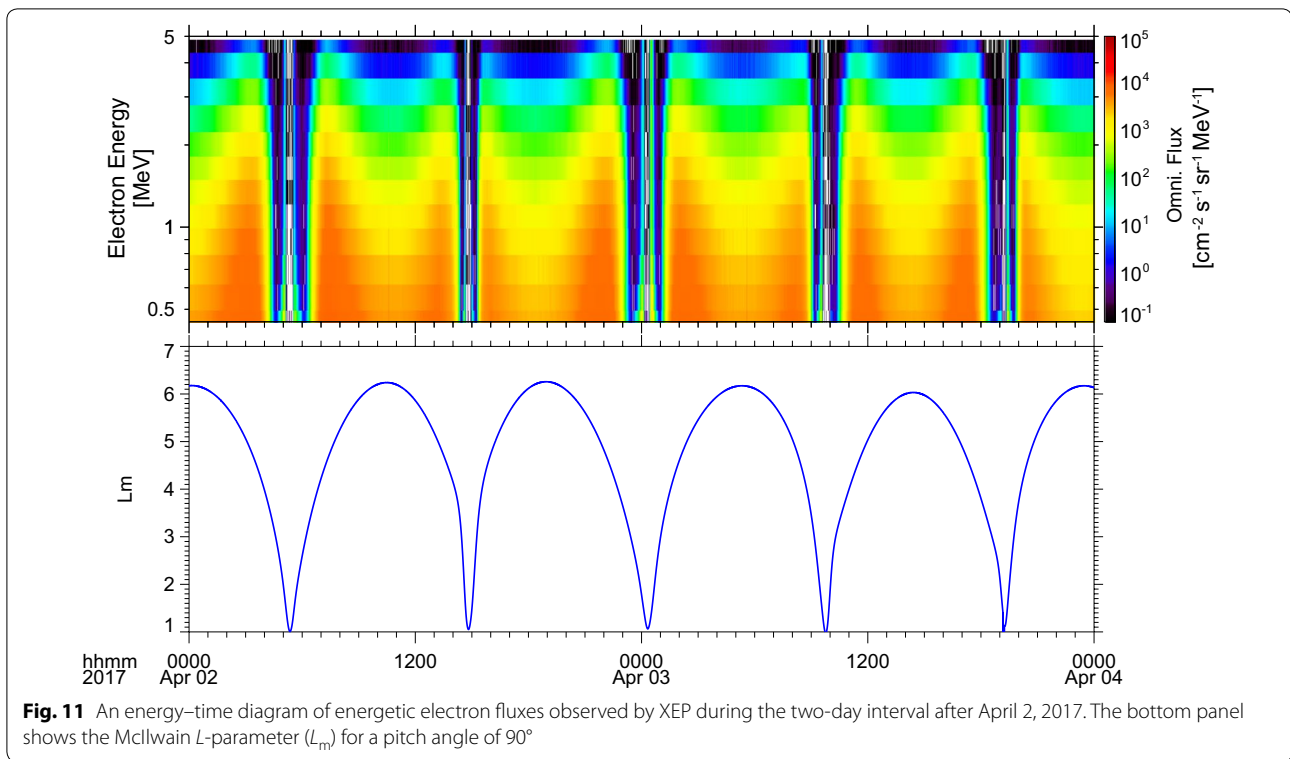 5
1
0.5
Electron Energy
[MeV]
10⁵
10⁴
10³
10²
10¹
10⁰
10⁻¹
Omni. Flux
[cm⁻² s⁻¹ sr⁻¹ MeV⁻¹]
7
6
5
4
3
2
1
Lm
hhmm 0000 1200 0000 1200 0000
2017 Apr 02 Apr 03 Apr 04
Fig. 11 An energy–time diagram of energetic electron fluxes observed by XEP during the two-day interval after April 2, 2017. The bottom panel
shows the McIlwain L-parameter (Lₘ) for a pitch angle of 90°